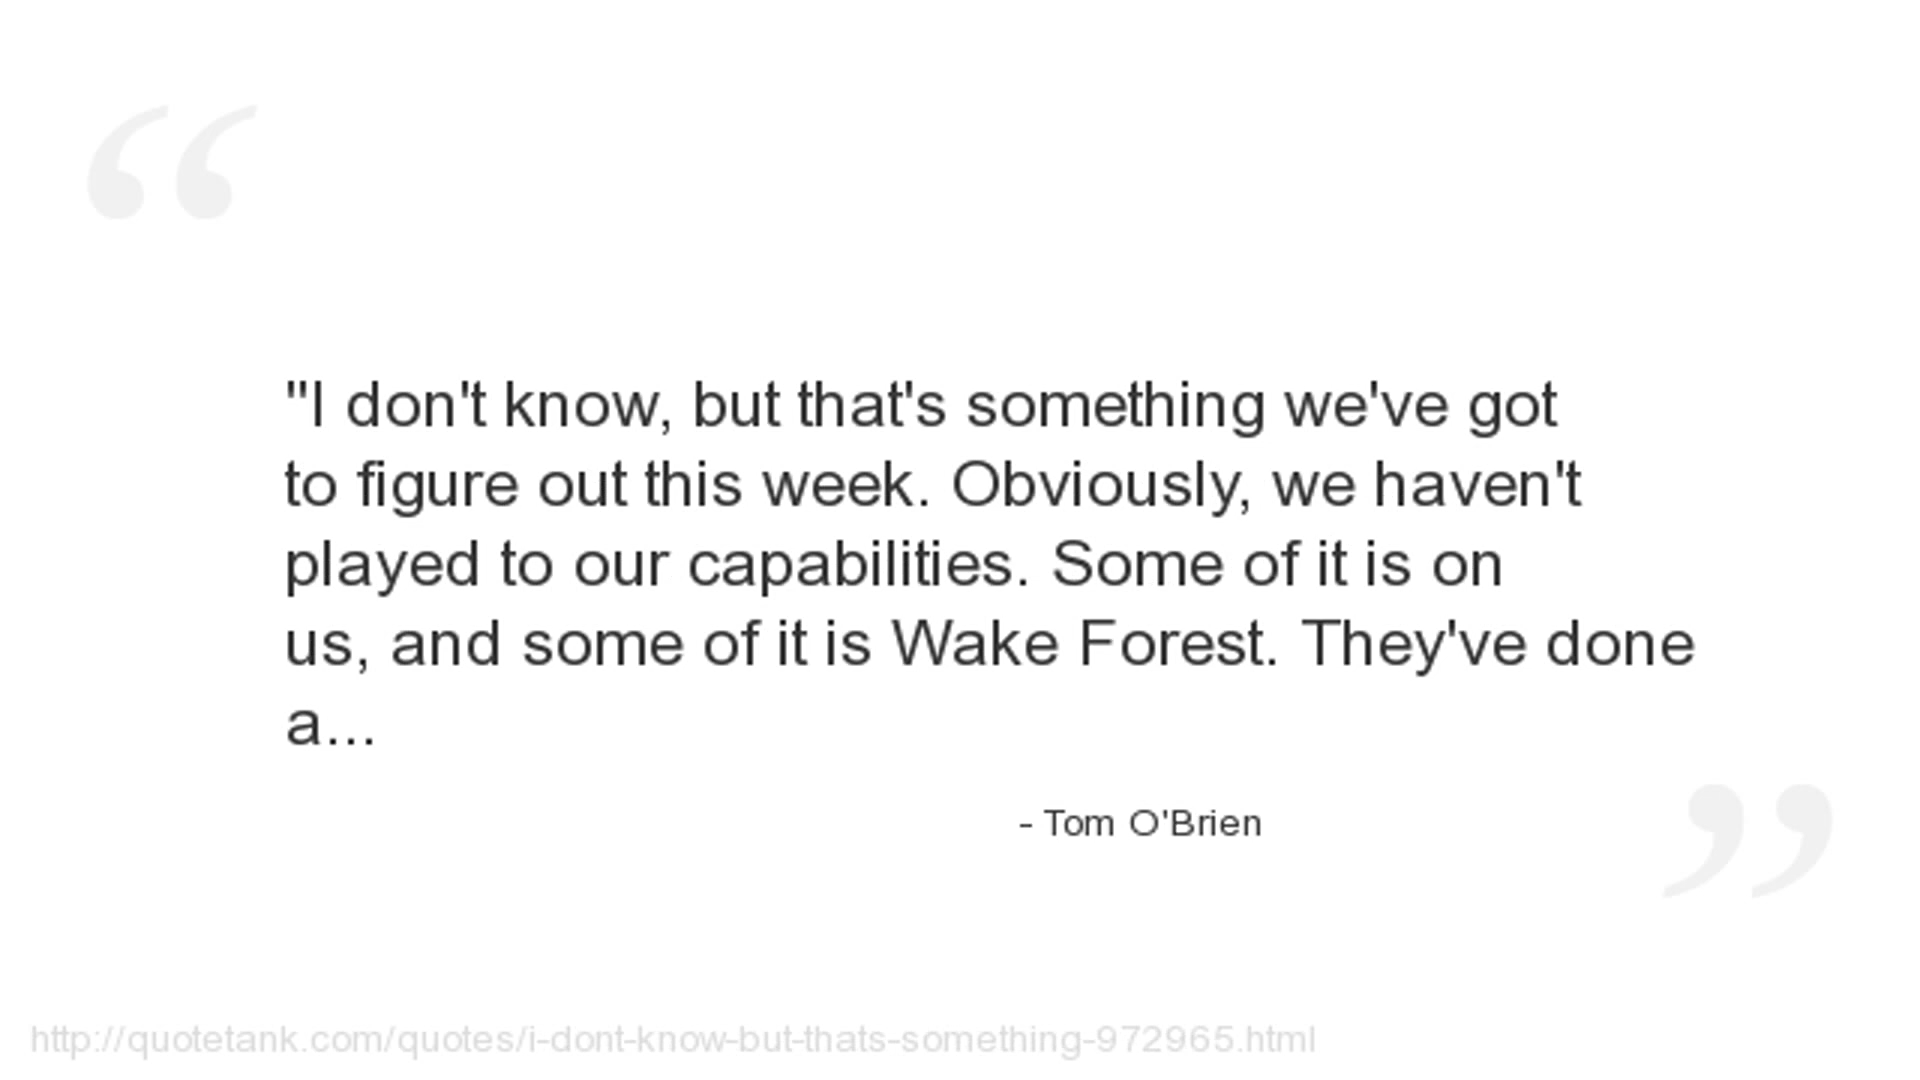 "I don't know, but that's something we've got
to figure out this week. Obviously, we haven't
played to our capabilities. Some of it is on
us, and some of it is Wake Forest. They've done
a...
- Tom O'Brien
http://quotetank.com/quotes/i-dont-know-but-thats-something-972965.html